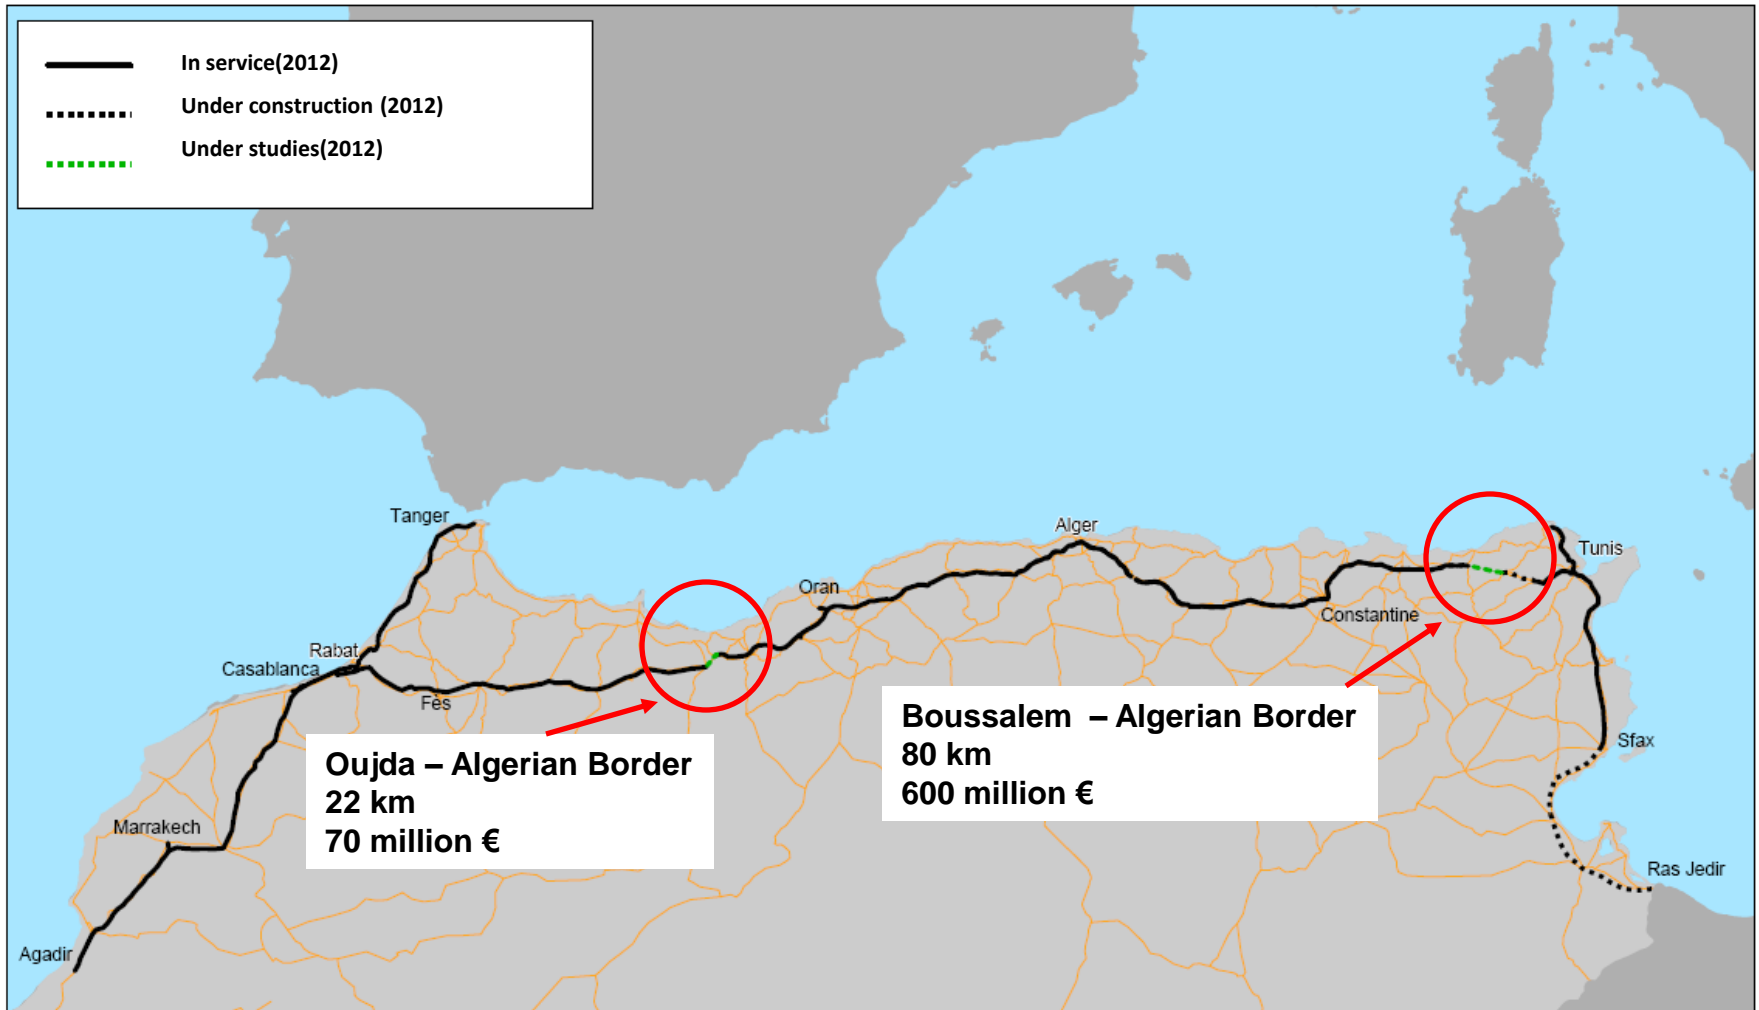 In service(2012)
Under construction (2012)
Under studies(2012)
Tanger
Alger
Tunis
Oran
Constantine
Rabat
Casablanca
Fès
Boussalem – Algerian Border
80 km
600 million €
Oujda – Algerian Border
22 km
70 million €
Sfax
Marrakech
Ras Jedir
Agadir